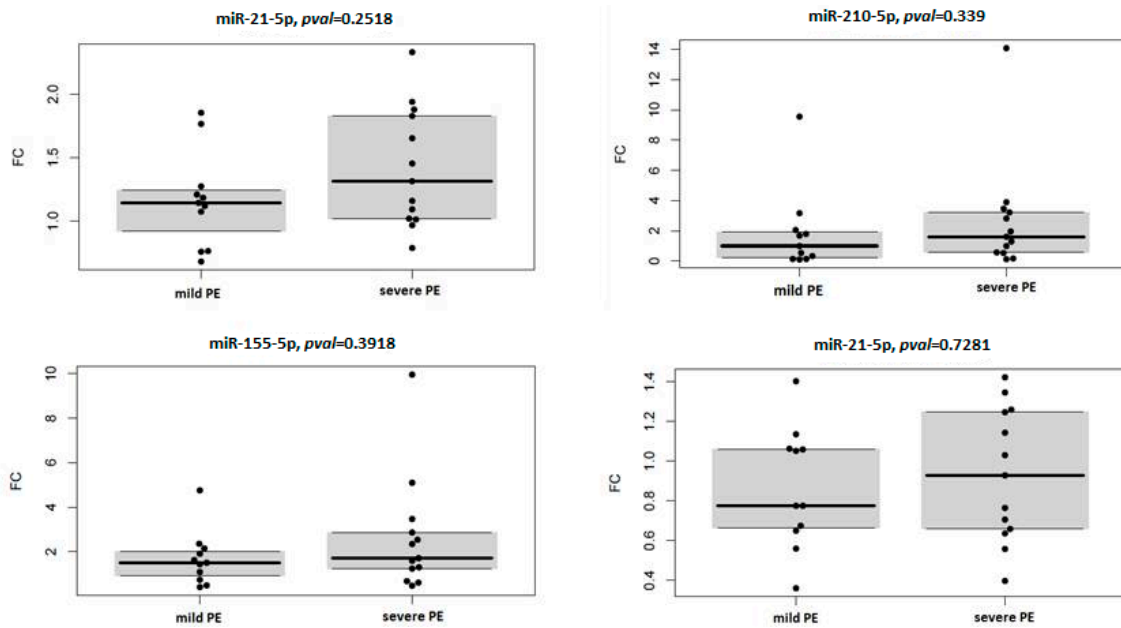 miR-21-5p, pval=0.2518
FC
2.0
1.5
1.0
mild PE
severe PE
miR-210-5p, pval=0.339
FC
14
12
10
8
6
4
2
0
mild PE
severe PE
miR-155-5p, pval=0.3918
FC
10
8
6
4
2
mild PE
severe PE
miR-21-5p, pval=0.7281
FC
1.4
1.2
1.0
0.8
0.6
0.4
mild PE
severe PE